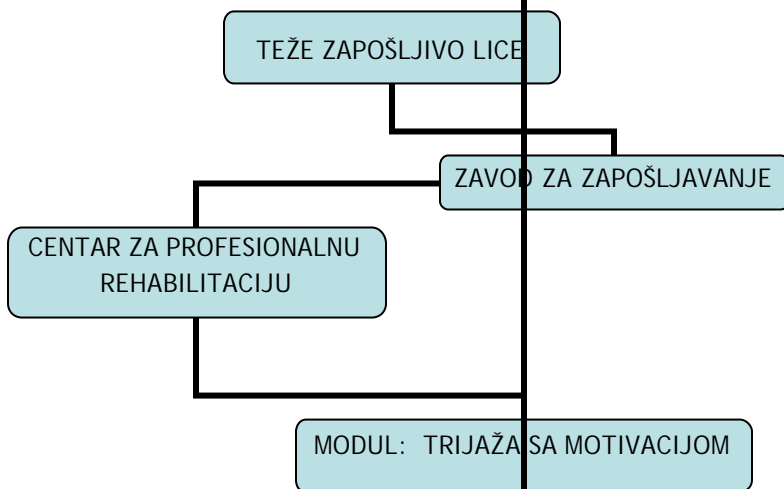 TEŽE ZAPOŠLJIVO LICE
ZAVOD ZA ZAPOŠLJAVANJE
CENTAR ZA PROFESIONALNU
REHABILITACIJU
MODUL: TRIJAŽA SA MOTIVACIJOM